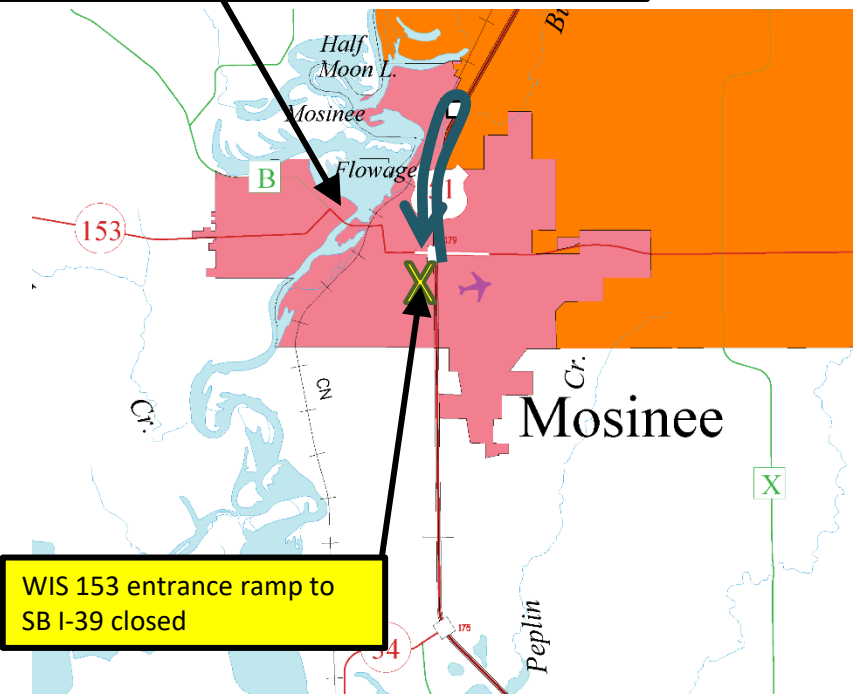 Half
Moon L.
Mosinee
Flowage
B
153
179
Cr.
CN
Cr.
Mosinee
X
WIS 153 entrance ramp to
SB I-39 closed
175
Peplin